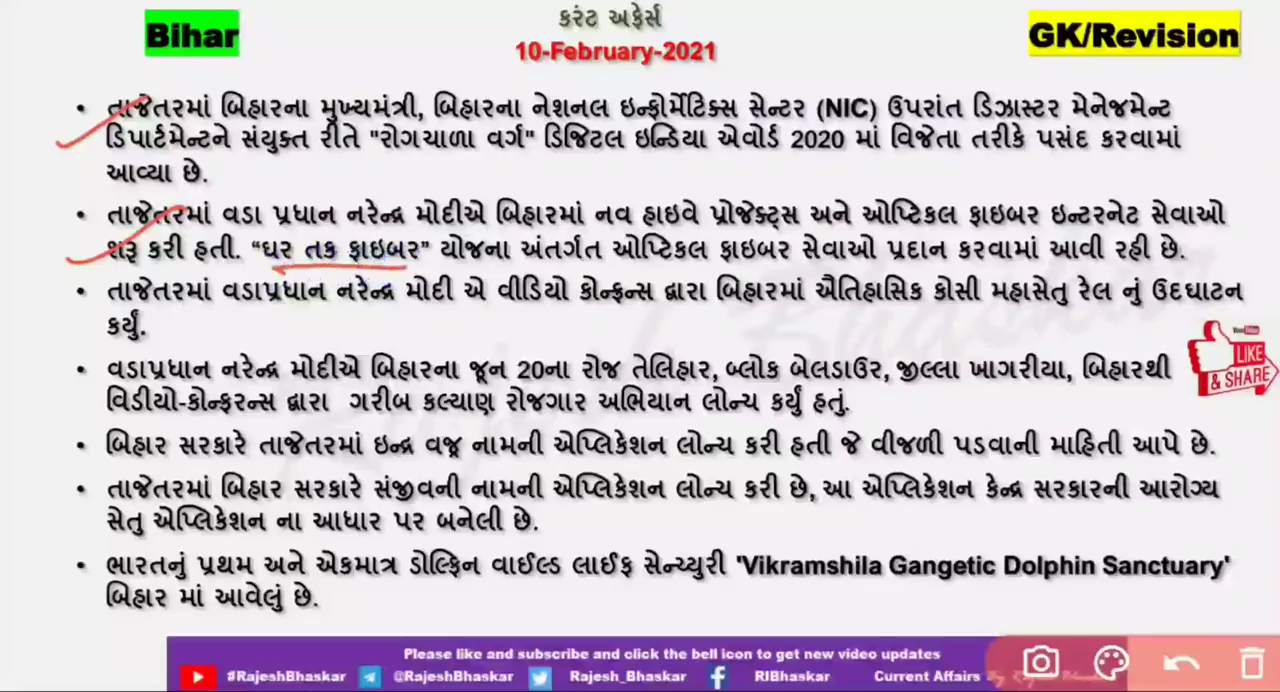 Bihar
કરંટ અફેર્સ
10-February-2021
GK/Revision
• તાજેતરમાં બિહારના મુખ્યમંત્રી, બિહારના નેશનલ ઇન્ફોર્મેટિક્સ સેન્ટર (NIC) ઉપરાંત ડિઝાસ્ટર મેનેજમેન્ટ
ડિપાર્ટમેન્ટને સંયુક્ત રીતે "રોગચાળા વર્ગ" ડિજિટલ ઇન્ડિયા એવોર્ડ 2020 માં વિજેતા તરીકે પસંદ કરવામાં
આવ્યા છે.
• તાજેતરમાં વડા પ્રધાન નરેન્દ્ર મોદીએ બિહારમાં નવ હાઇવે પ્રોજેક્ટ્સ અને ઓપ્ટિકલ ફાઇબર ઇન્ટરનેટ સેવાઓ
શરૂ કરી હતી. “ઘર તક ફાઇબર” યોજના અંતર્ગત ઓપ્ટિકલ ફાઇબર સેવાઓ પ્રદાન કરવામાં આવી રહી છે.
• તાજેતરમાં વડાપ્રધાન નરેન્દ્ર મોદી એ વીડિયો કોન્ફ્રન્સ દ્વારા બિહારમાં ઐતિહાસિક કોસી મહાસેતુ રેલ નું ઉદઘાટન
કર્યું.
• વડાપ્રધાન નરેન્દ્ર મોદીએ બિહારના જૂન 20ના રોજ તેલિહાર, બ્લોક બેલડાઉર, જીલ્લા ખાગરીયા, બિહારથી
વિડીયો-કોન્ફરન્સ દ્વારા ગરીબ કલ્યાણ રોજગાર અભિયાન લોન્ચ કર્યું હતું.
• બિહાર સરકારે તાજેતરમાં ઇન્દ્ર વજ્ર નામની એપ્લિકેશન લોન્ચ કરી હતી જે વીજળી પડવાની માહિતી આપે છે.
• તાજેતરમાં બિહાર સરકારે સંજીવની નામની એપ્લિકેશન લોન્ચ કરી છે, આ એપ્લિકેશન કેન્દ્ર સરકારની આરોગ્ય
સેતુ એપ્લિકેશન ના આધાર પર બનેલી છે.
• ભારતનું પ્રથમ અને એકમાત્ર ડોલ્ફિન વાઈલ્ડ લાઈફ સેન્ચ્યુરી 'Vikramshila Gangetic Dolphin Sanctuary'
બિહાર માં આવેલું છે.
YouTube
LIKE
& SHARE
Please like and subscribe and click the bell icon to get new video updates
#RajeshBhaskar @RajeshBhaskar Rajesh_Bhaskar RIBhaskar Current Affairs By